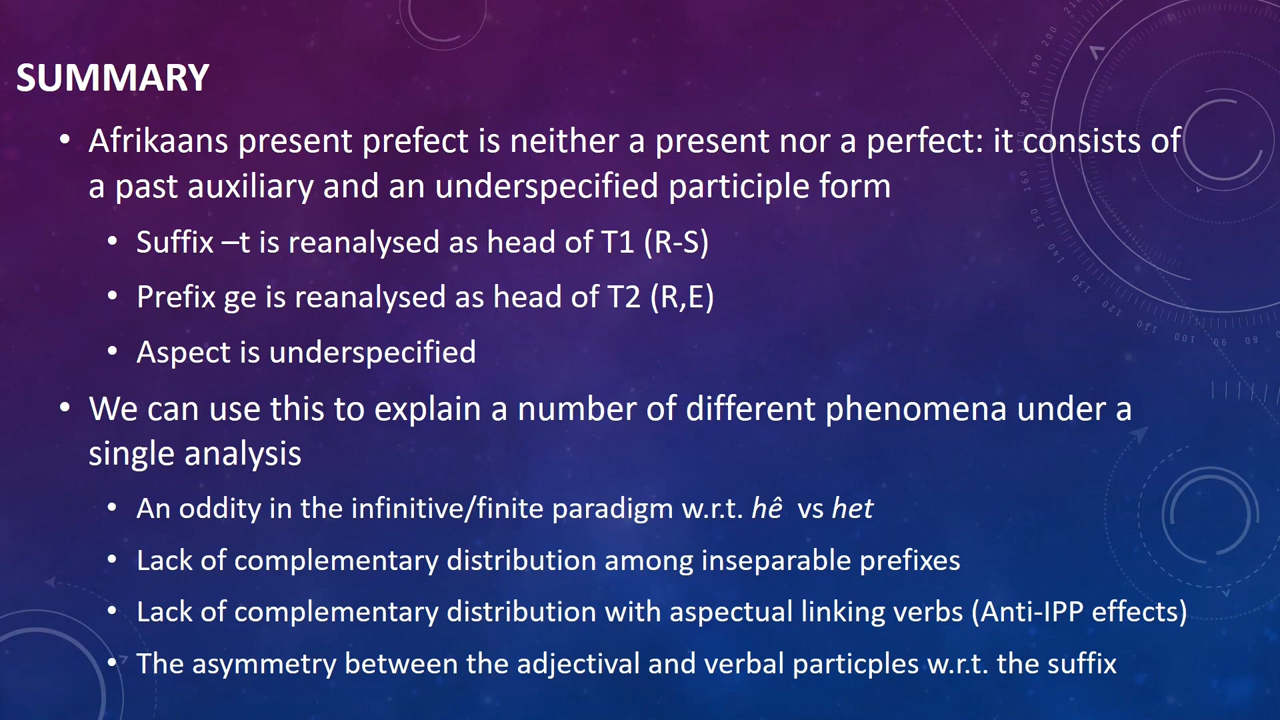 SUMMARY
• Afrikaans present prefect is neither a present nor a perfect: it consists of
a past auxiliary and an underspecified participle form
• Suffix –t is reanalysed as head of T1 (R-S)
• Prefix ge is reanalysed as head of T2 (R,E)
• Aspect is underspecified
• We can use this to explain a number of different phenomena under a
single analysis
• An oddity in the infinitive/finite paradigm w.r.t. hê vs het
• Lack of complementary distribution among inseparable prefixes
• Lack of complementary distribution with aspectual linking verbs (Anti-IPP effects)
• The asymmetry between the adjectival and verbal particples w.r.t. the suffix